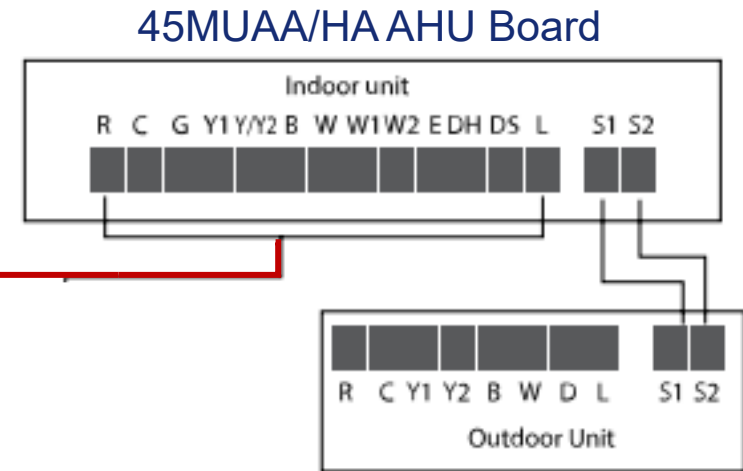 45MUAA/HA AHU Board
Indoor unit
R C G Y1 Y/Y2 B W W1 W2 E DH DS L S1 S2
R C Y1 Y2 B W D L S1 S2
Outdoor Unit